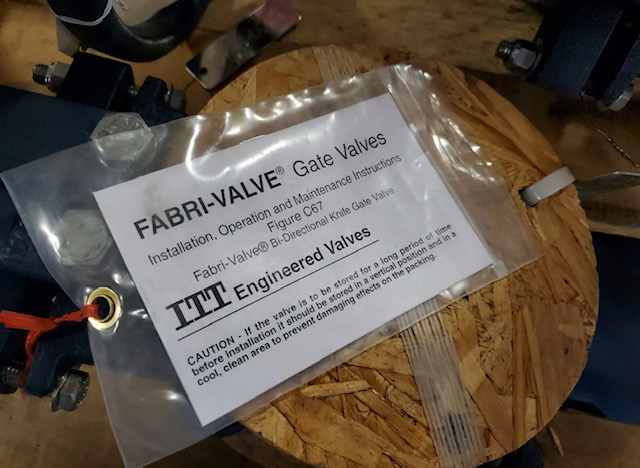 FABRI-VALVE® Gate Valves
Installation, Operation and Maintenance Instructions
Figure C67
Fabri-Valve® Bi-Directional Knife Gate Valve
ITT Engineered Valves
CAUTION - If the valve is to be stored for a long period of time
before installation it should be stored in a vertical position and in a
cool, clean area to prevent damaging effects on the packing.